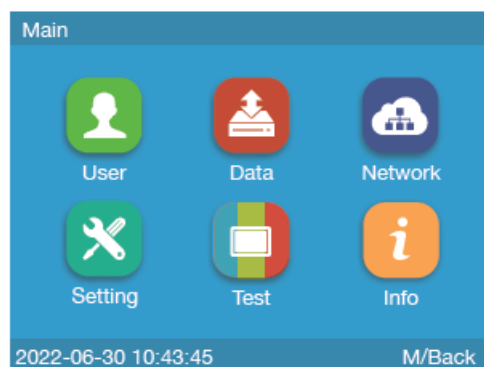 Main
User Data Network
Setting Test Info
2022-06-30 10:43:45 M/Back